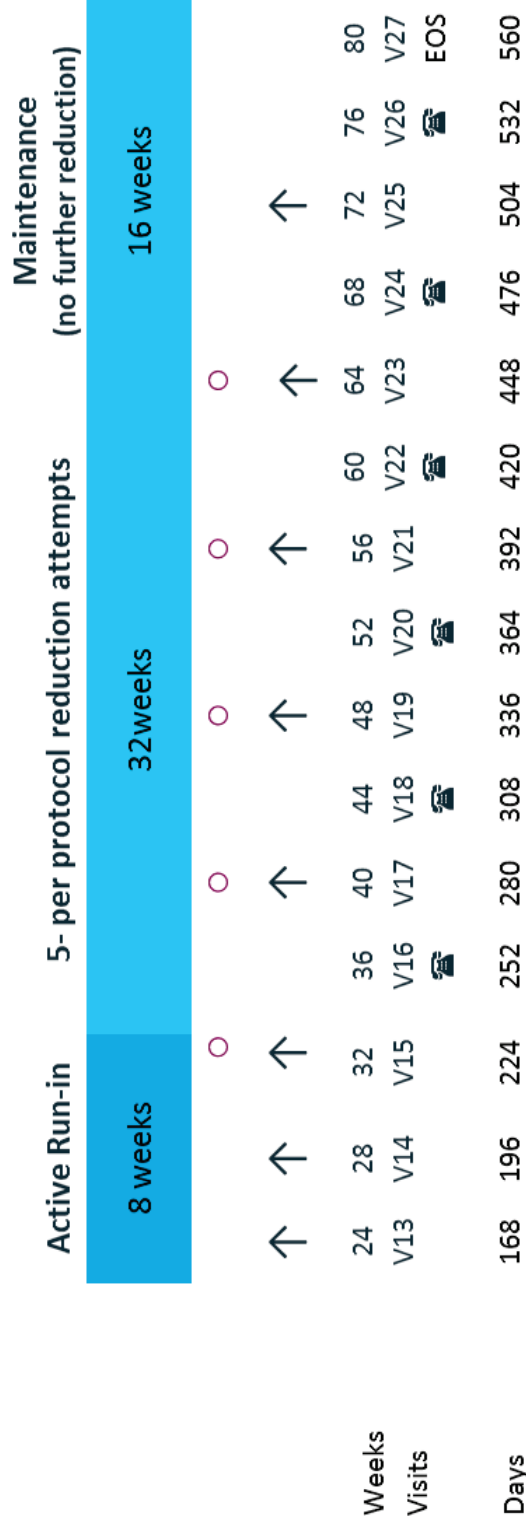 Active Run-in
5- per protocol reduction attempts
Maintenance
(no further reduction)
8 weeks
32weeks
16 weeks
Weeks 24 28 32 36 40 44 48 52 56 60 64 68 72 76 80
Visits V13 V14 V15 V16 V17 V18 V19 V20 V21 V22 V23 V24 V25 V26 V27
EOS
Days 168 196 224 252 280 308 336 364 392 420 448 476 504 532 560